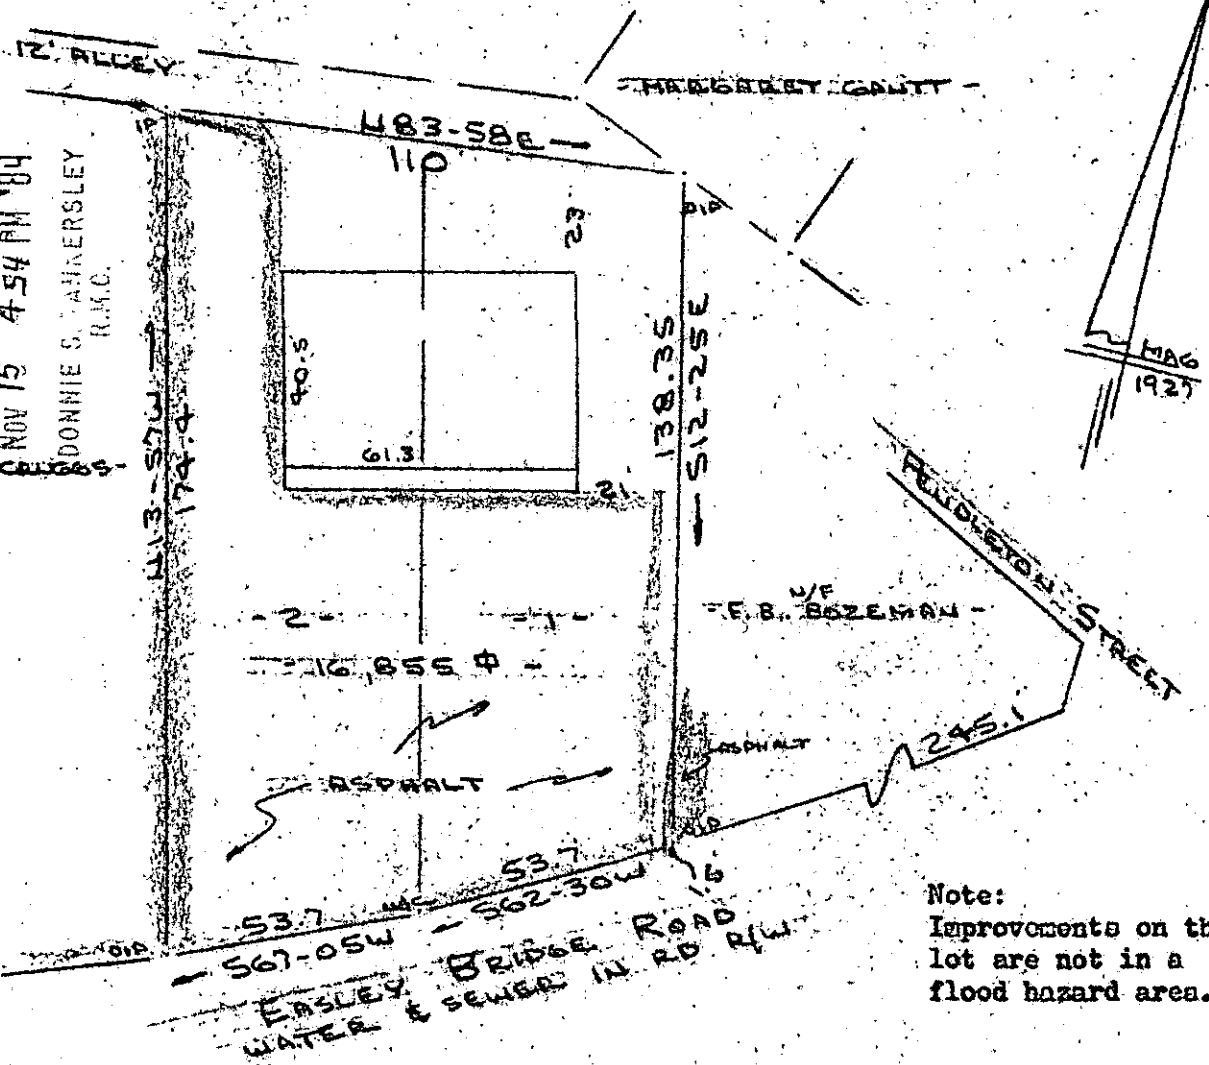 12' ALLEY
- MARGARET GANTT -
N83-58E
110
IP
OIP
23
NOV 15 4 54 PM '84
DONNIE S. TANKERSLEY
R.M.C.
MAG
1927
40.5
61.3
21
138.35
S12-25E
N13-57W
174.4
PENDLETON STREET
N/F
- E. B. BOZEMAN -
- 2 -
- 1 -
- 16,855 -
245.1
ASPHALT
ASPHALT
OIP
1.6
53.7
S62-30W
53.7
OIP
S67-05W
EASLEY BRIDGE ROAD
WATER & SEWER IN RD R/W
Note:
Improvements on th
lot are not in a
flood hazard area.